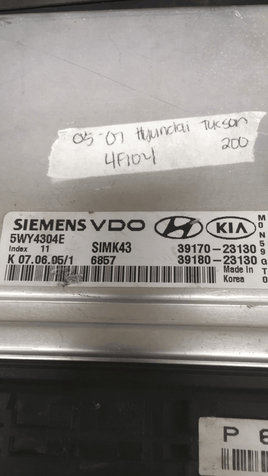 05-07 Hyundai Tucson
4F104 200
SIEMENS VDO HYUNDAI KIA
5WY4304E
Index 11 SIMK43 39170-23130
K 07.06.05/1 6857 39180-23130
Made In
Korea
P